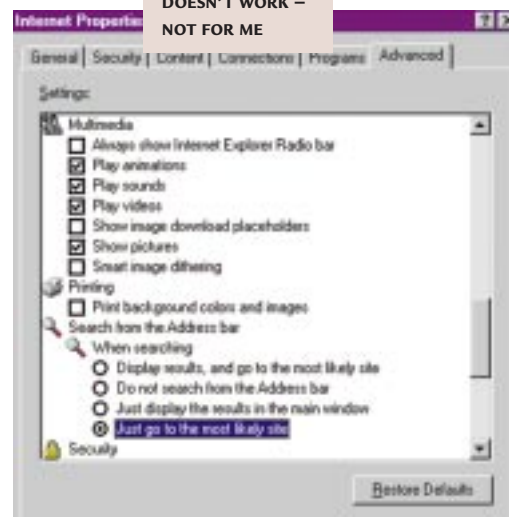 DOESN'T WORK –
NOT FOR ME
Internet Properties
General Security Content Connections Programs Advanced
Settings:
Multimedia
Always show Internet Explorer Radio bar
Play animations
Play sounds
Play videos
Show image download placeholders
Show pictures
Smart image dithering
Printing
Print background colors and images
Search from the Address bar
When searching
Display results, and go to the most likely site
Do not search from the Address bar
Just display the results in the main window
Just go to the most likely site
Security
Restore Defaults